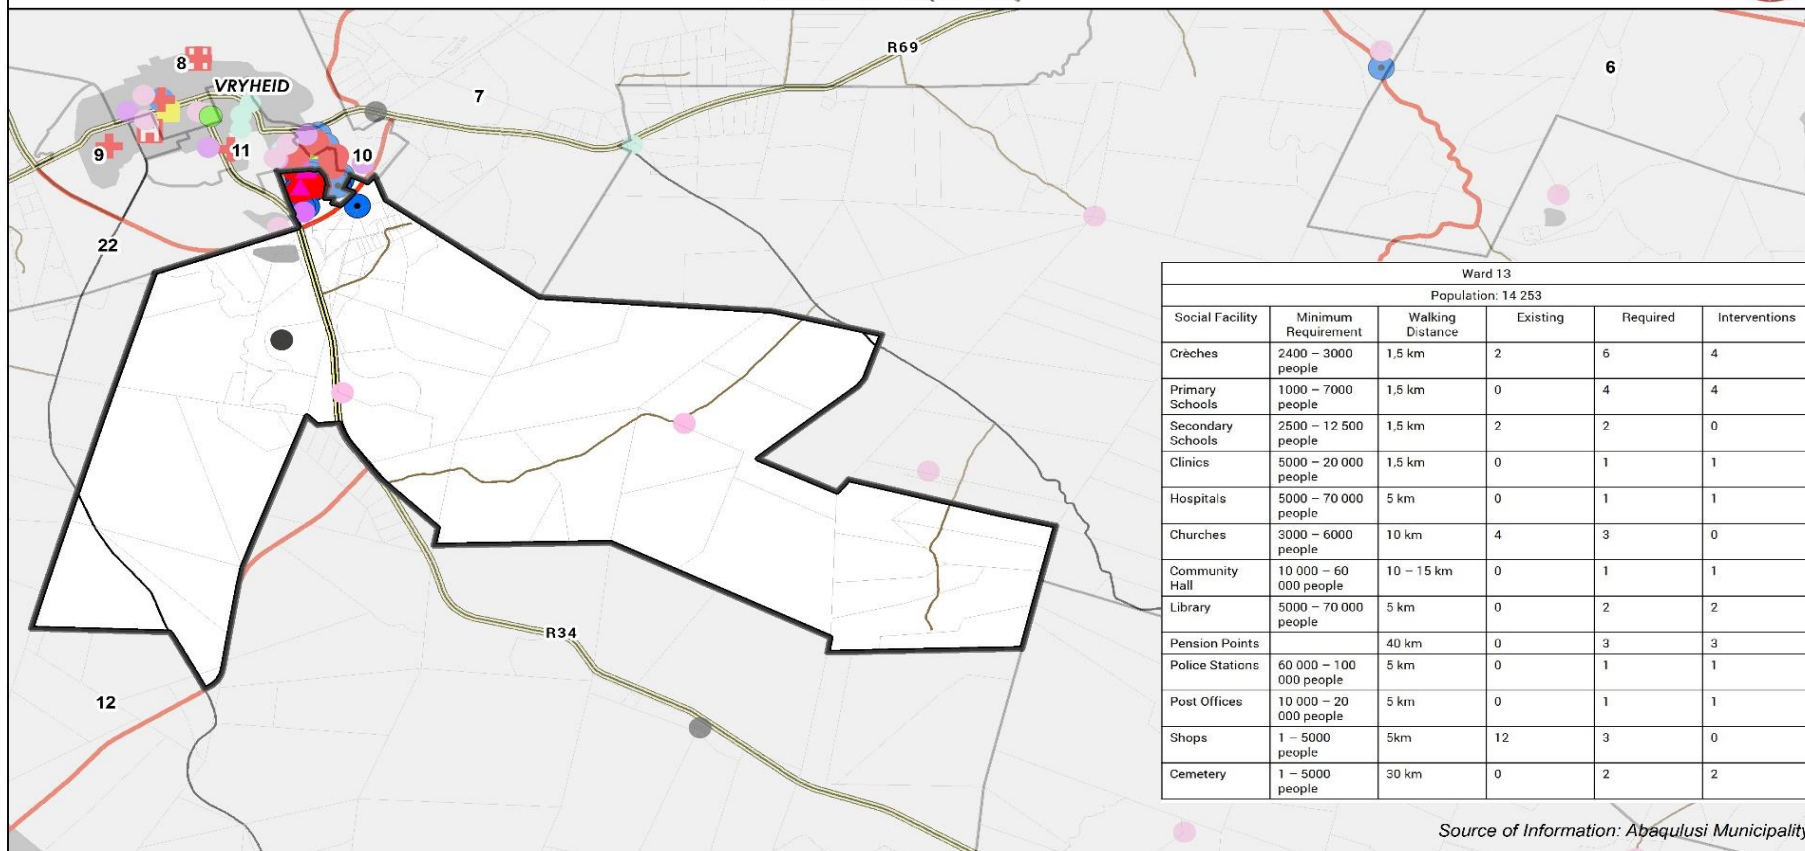 R69
6
8
VRYHEID
7
9
11
10
22
Ward 13
Population: 14 253
Social Facility Minimum Requirement Walking Distance Existing Required Interventions
Crèches 2400 – 3000 people 1,5 km 2 6 4
Primary Schools 1000 – 7000 people 1,5 km 0 4 4
Secondary Schools 2500 – 12 500 people 1,5 km 2 2 0
Clinics 5000 – 20 000 people 1,5 km 0 1 1
Hospitals 5000 – 70 000 people 5 km 0 1 1
Churches 3000 – 6000 people 10 km 4 3 0
Community Hall 10 000 – 60 000 people 10 – 15 km 0 1 1
Library 5000 – 70 000 people 5 km 0 2 2
Pension Points 40 km 0 3 3
Police Stations 60 000 – 100 000 people 5 km 0 1 1
Post Offices 10 000 – 20 000 people 5 km 0 1 1
Shops 1 – 5000 people 5km 12 3 0
Cemetery 1 – 5000 people 30 km 0 2 2
R34
12
Source of Information: Abaqulusi Municipality